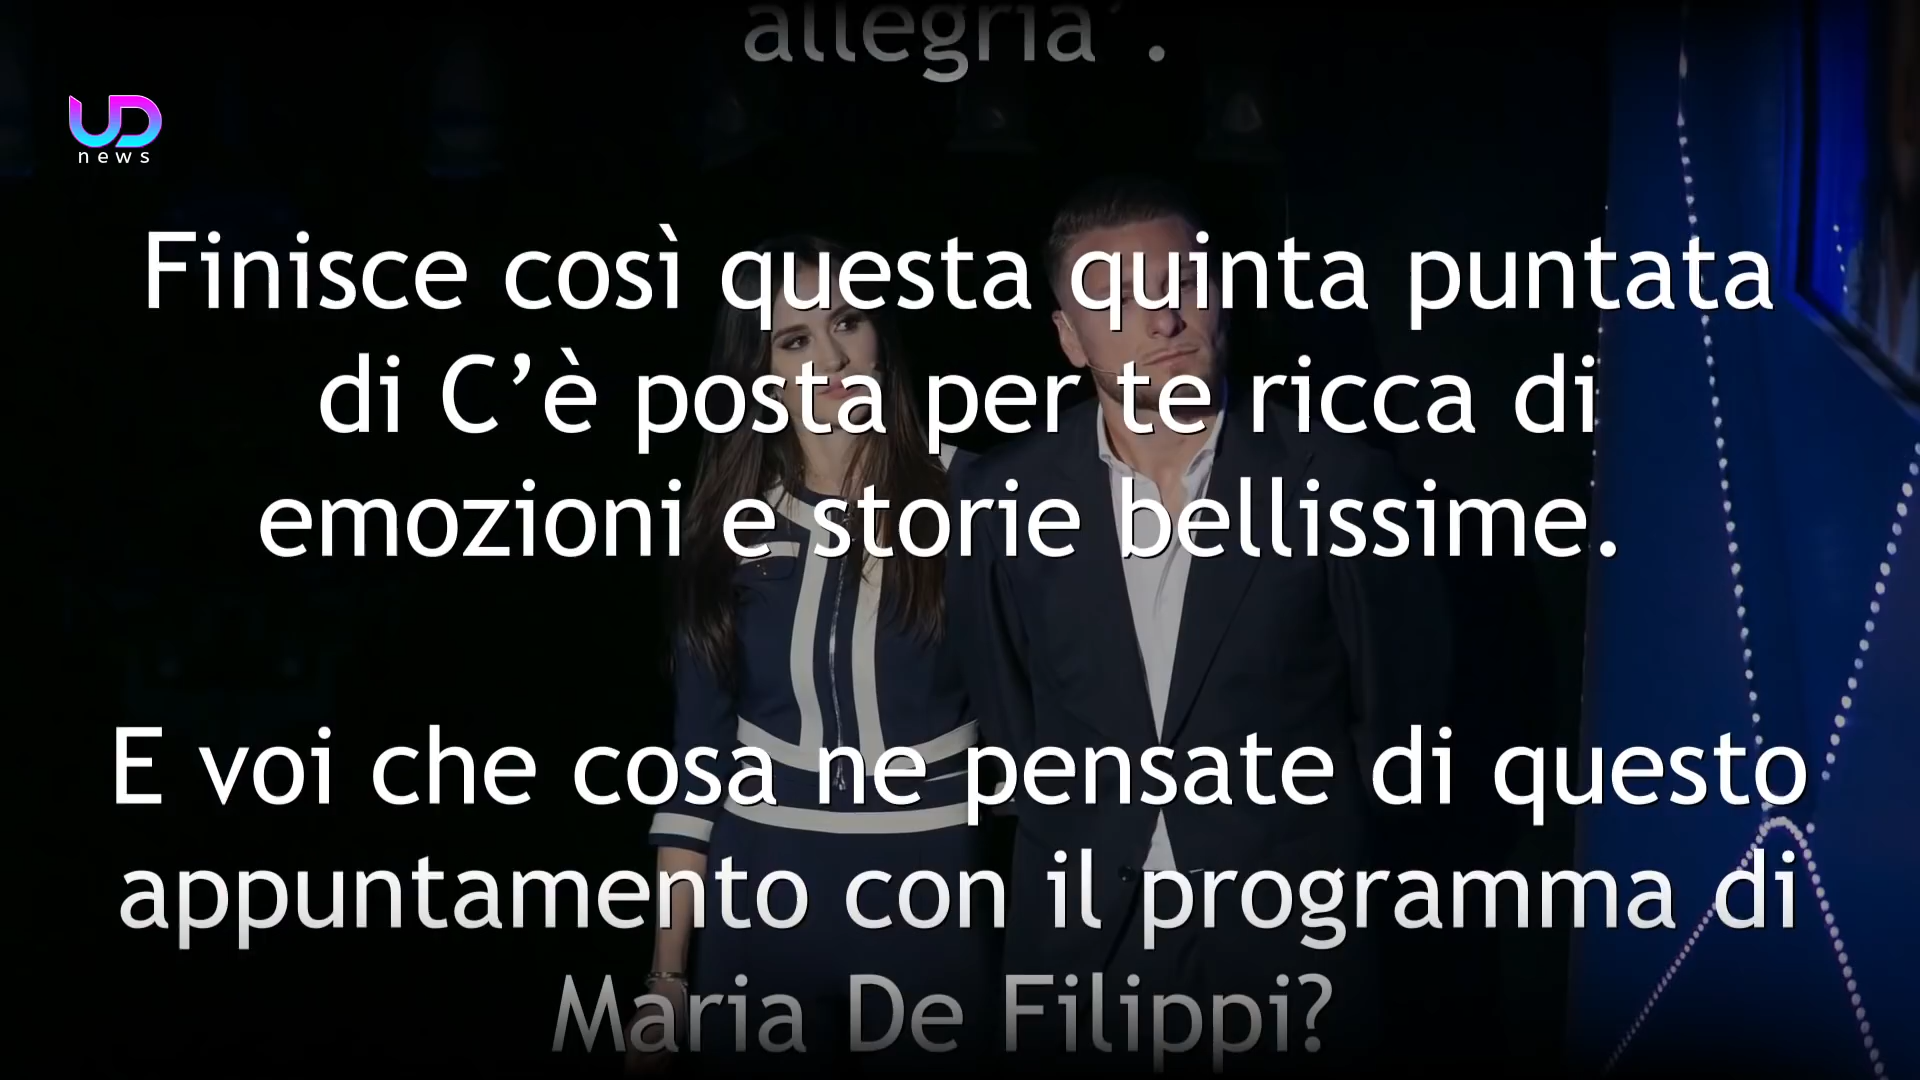 allegria”.
UD
news
Finisce così questa quinta puntata
di C’è posta per te ricca di
emozioni e storie bellissime.
E voi che cosa ne pensate di questo
appuntamento con il programma di
Maria De Filippi?